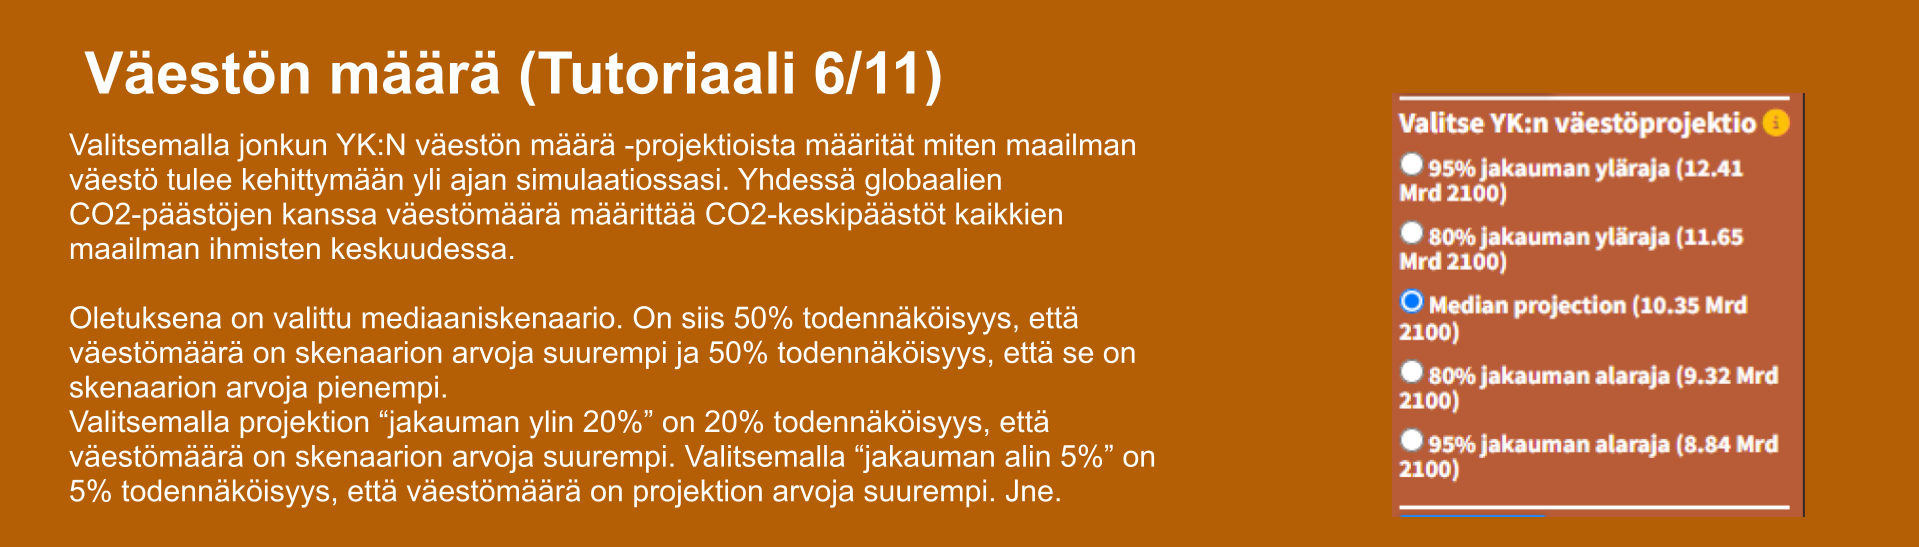 Väestön määrä (Tutoriaali 6/11)
Valitsemalla jonkun YK:N väestön määrä -projektioista määrität miten maailman
väestö tulee kehittymään yli ajan simulaatiossasi. Yhdessä globaalien
CO2-päästöjen kanssa väestömäärä määrittää CO2-keskipäästöt kaikkien
maailman ihmisten keskuudessa.
Oletuksena on valittu mediaaniskenaario. On siis 50% todennäköisyys, että
väestömäärä on skenaarion arvoja suurempi ja 50% todennäköisyys, että se on
skenaarion arvoja pienempi.
Valitsemalla projektion “jakauman ylin 20%” on 20% todennäköisyys, että
väestömäärä on skenaarion arvoja suurempi. Valitsemalla “jakauman alin 5%” on
5% todennäköisyys, että väestömäärä on projektion arvoja suurempi. Jne.
Valitse YK:n väestöprojektio i
95% jakauman yläraja (12.41
Mrd 2100)
80% jakauman yläraja (11.65
Mrd 2100)
Median projection (10.35 Mrd
2100)
80% jakauman alaraja (9.32 Mrd
2100)
95% jakauman alaraja (8.84 Mrd
2100)